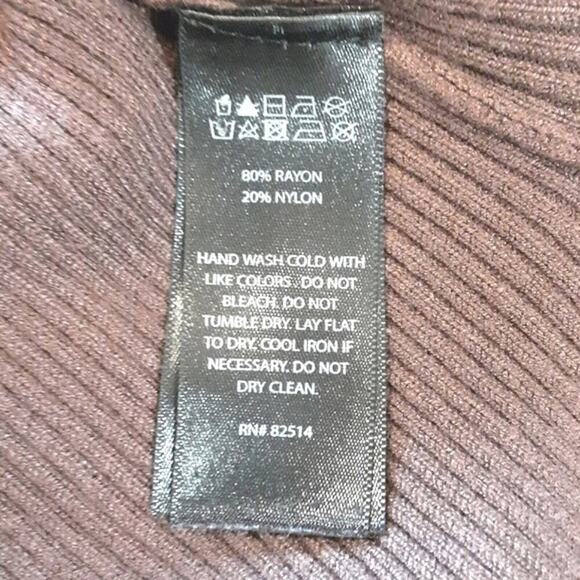 80% RAYON
20% NYLON
HAND WASH COLD WITH
LIKE COLORS. DO NOT
BLEACH. DO NOT
TUMBLE DRY. LAY FLAT
TO DRY. COOL IRON IF
NECESSARY. DO NOT
DRY CLEAN.
RN# 82514